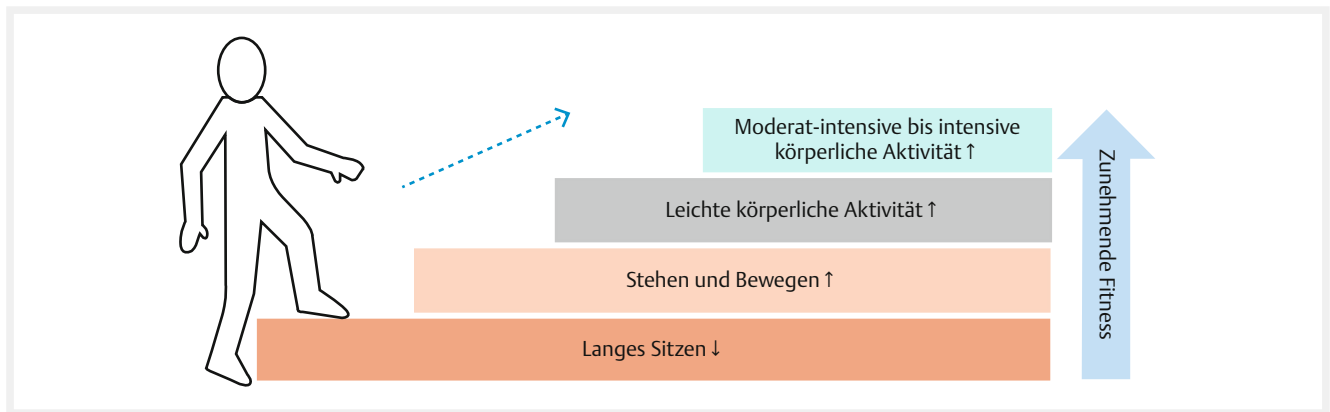 Moderat-intensive bis intensive
körperliche Aktivität ↑
Leichte körperliche Aktivität ↑
Stehen und Bewegen ↑
Langes Sitzen ↓
Zunehmende Fitness